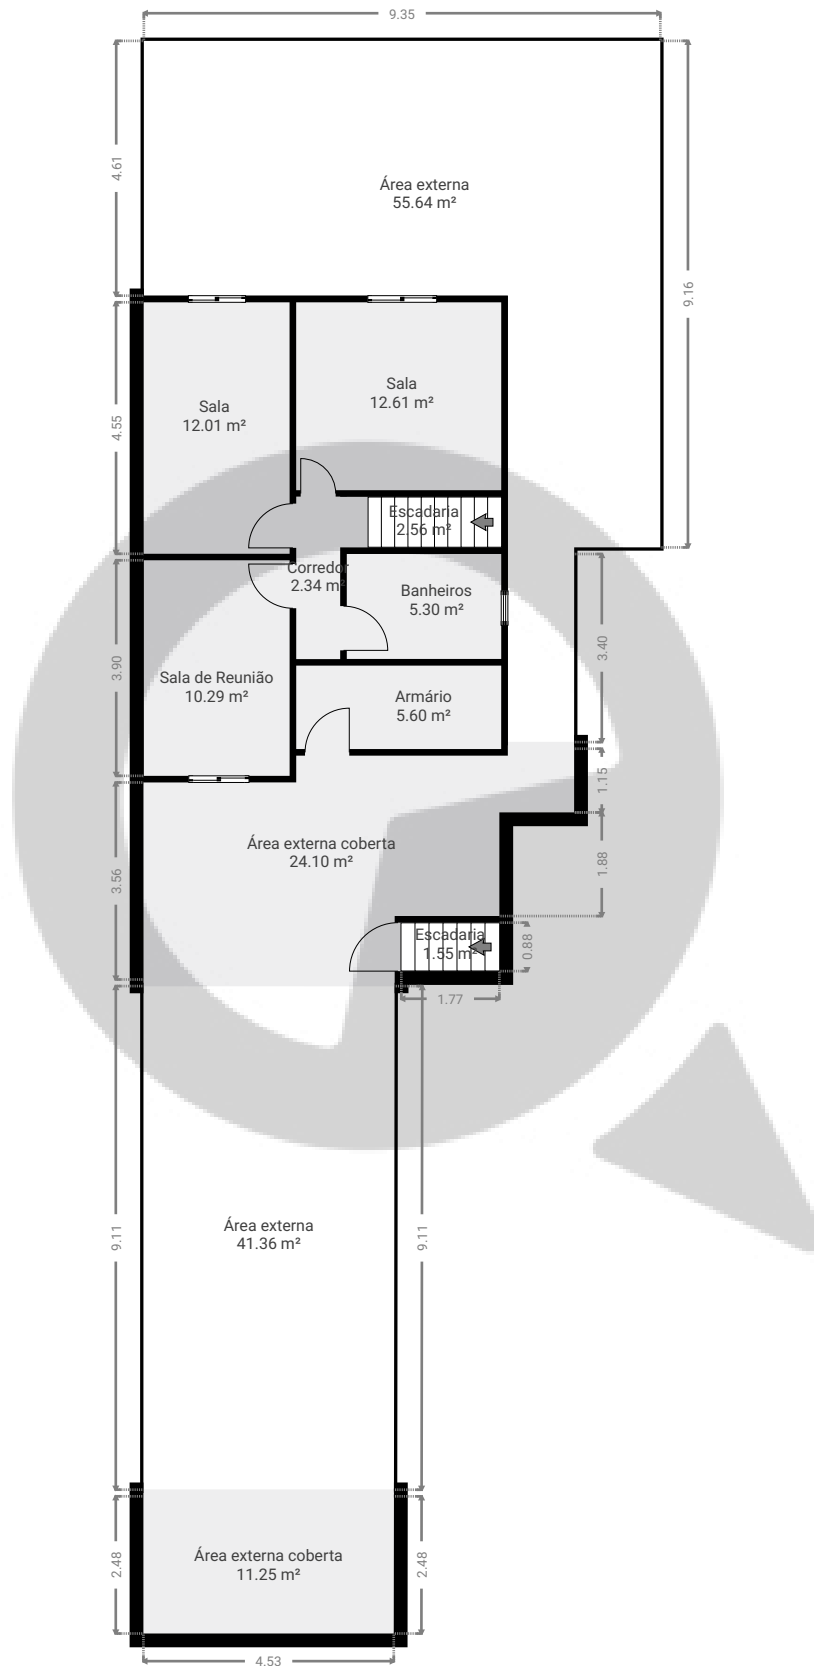 9.35
4.61
Área externa
55.64 m²
9.16
Sala
12.61 m²
Sala
12.01 m²
4.55
Escadaria
2.56 m²
Corredor
2.34 m²
Banheiros
5.30 m²
3.40
3.90
Sala de Reunião
10.29 m²
Armário
5.60 m²
1.15
Área externa coberta
24.10 m²
1.88
3.56
Escadaria
1.55 m²
0.88
1.77
9.11
Área externa
41.36 m²
9.11
2.48
Área externa coberta
11.25 m²
2.48
4.53